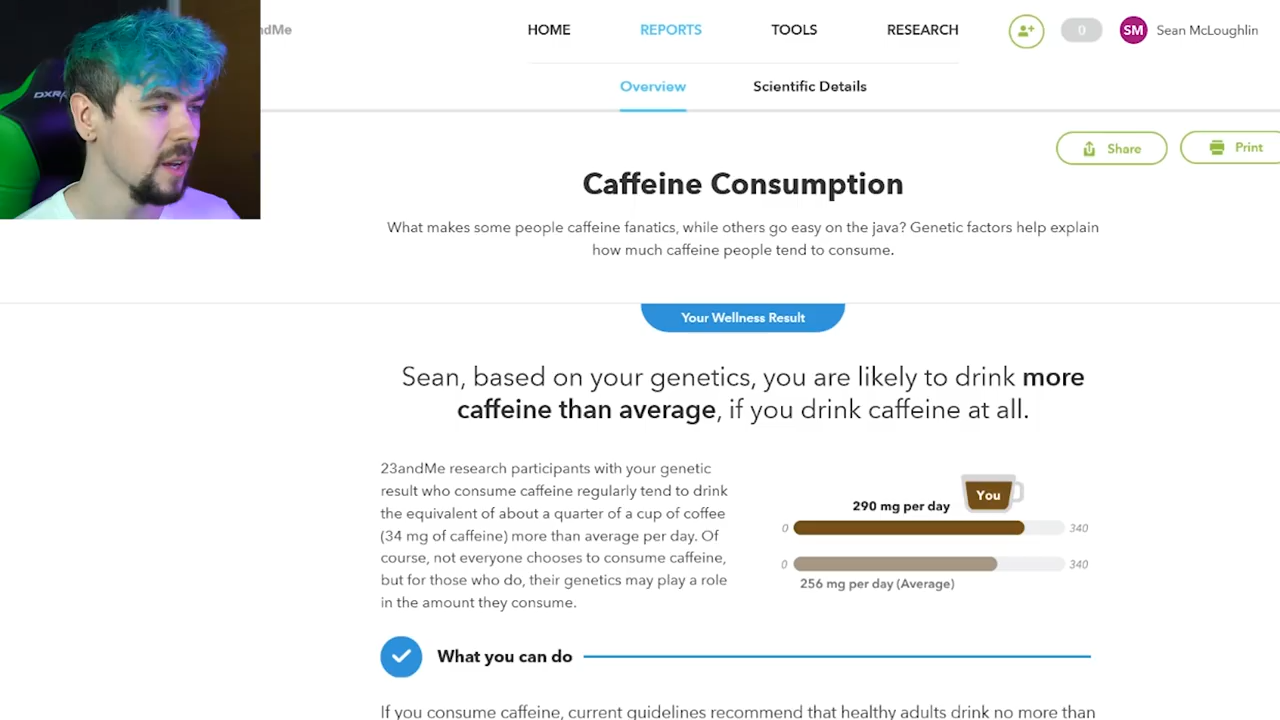 ndMe
HOME
REPORTS
TOOLS
RESEARCH
0
SM
Sean McLoughlin
Overview
Scientific Details
Share
Print
Caffeine Consumption
What makes some people caffeine fanatics, while others go easy on the java? Genetic factors help explain
how much caffeine people tend to consume.
Your Wellness Result
Sean, based on your genetics, you are likely to drink more
caffeine than average, if you drink caffeine at all.
23andMe research participants with your genetic
result who consume caffeine regularly tend to drink
the equivalent of about a quarter of a cup of coffee
(34 mg of caffeine) more than average per day. Of
course, not everyone chooses to consume caffeine,
but for those who do, their genetics may play a role
in the amount they consume.
You
290 mg per day
0
340
0
340
256 mg per day (Average)
What you can do
If you consume caffeine, current guidelines recommend that healthy adults drink no more than